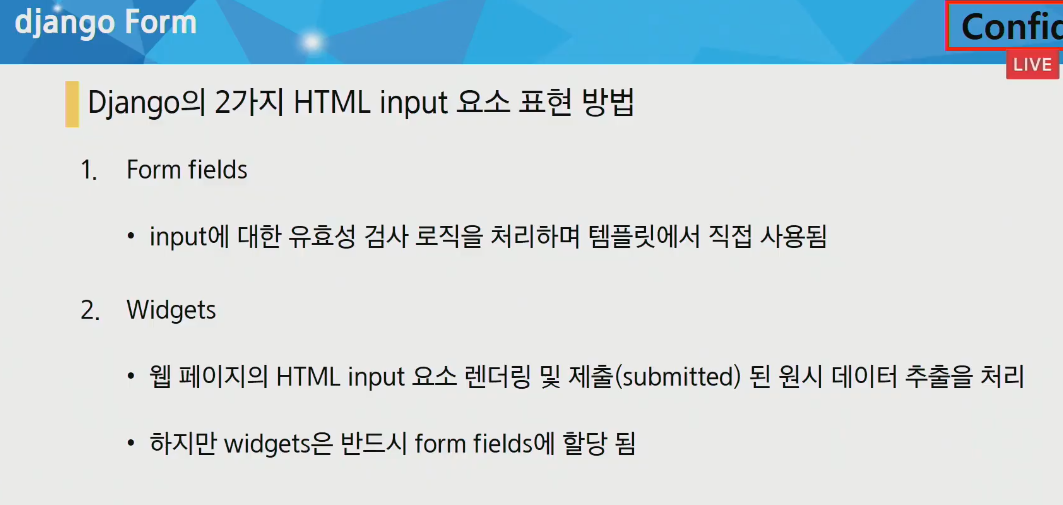 django Form
Confid
LIVE
Django의 2가지 HTML input 요소 표현 방법
1. Form fields
• input에 대한 유효성 검사 로직을 처리하며 템플릿에서 직접 사용됨
2. Widgets
• 웹 페이지의 HTML input 요소 렌더링 및 제출(submitted) 된 원시 데이터 추출을 처리
• 하지만 widgets은 반드시 form fields에 할당 됨